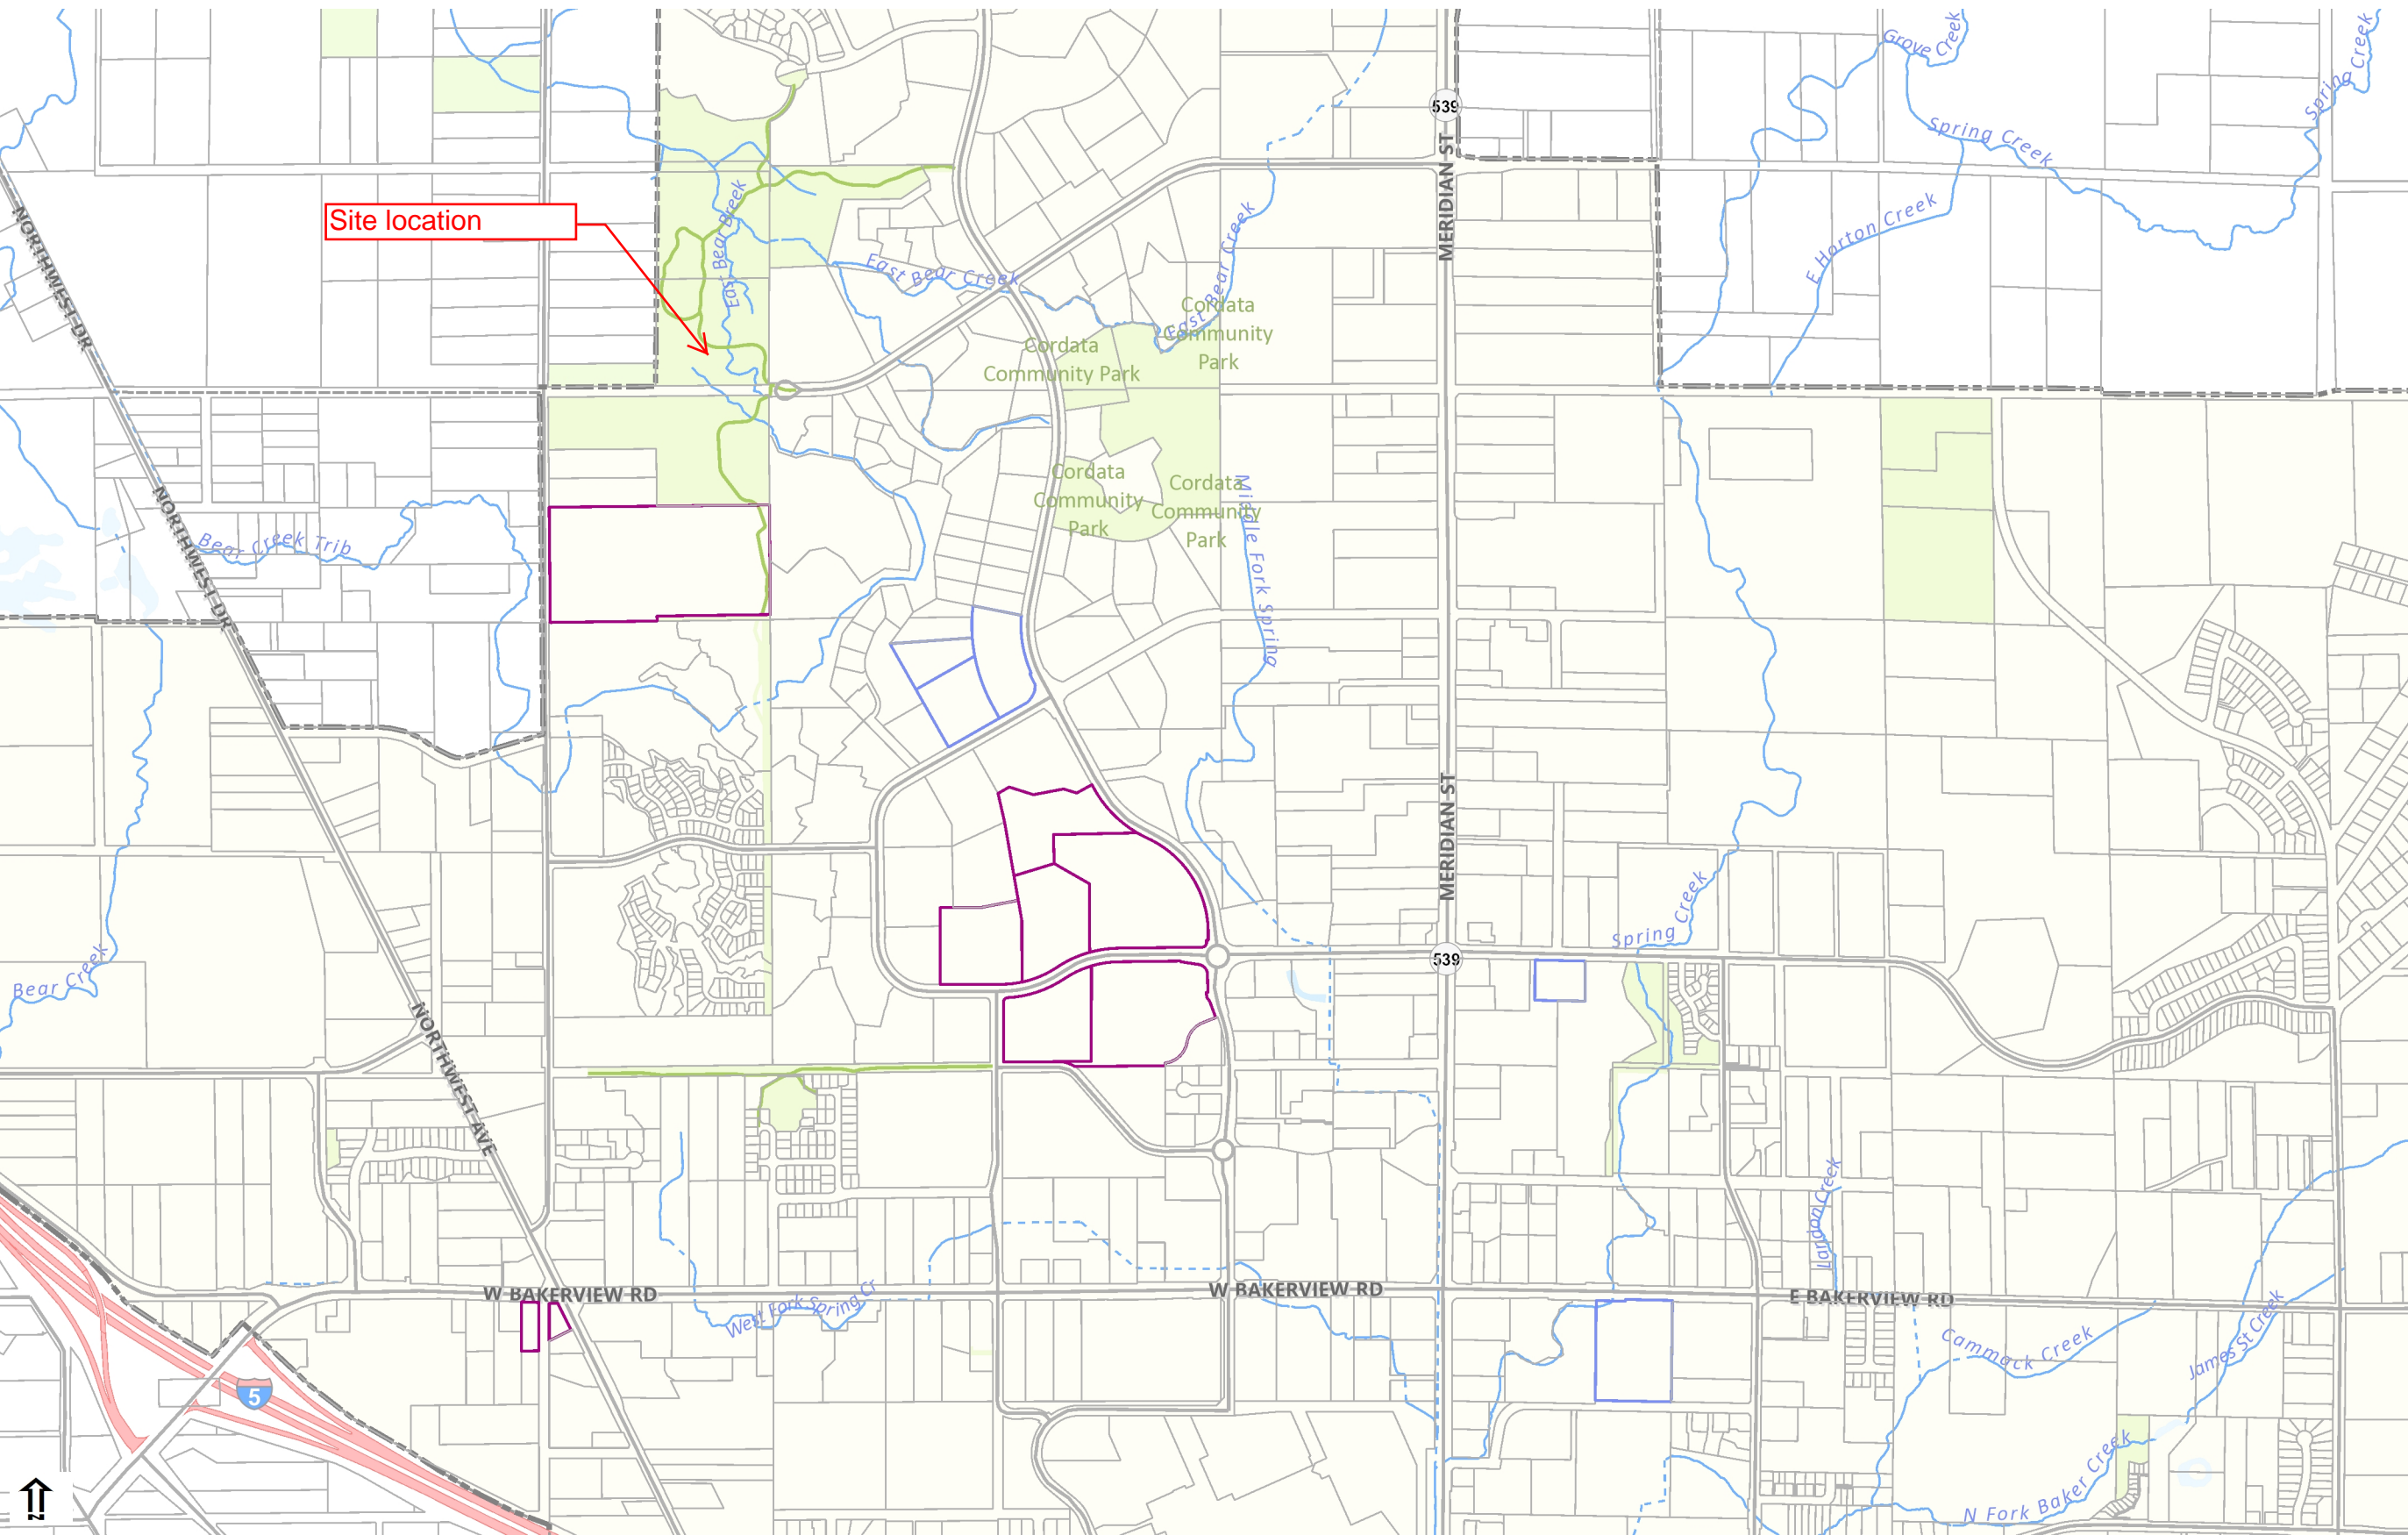 Grove Creek
Spring Creek
539
Spring Creek
MERIDIAN ST
East Bear Breek
Site location
NORTHWEST DR
E Horton Creek
East Bear Creek
East Bear Creek
Cordata
Community
Park
Cordata
Community Park
Cordata
Community
Park
Cordata
Community
Park
Middle Fork Spring
NORTHWEST DR
Bear Creek Trib
MERIDIAN ST
Spring Creek
539
Bear Creek
NORTHWEST AVE
Landon Creek
W BAKERVIEW RD
W BAKERVIEW RD
E BAKERVIEW RD
West Fork Spring Cr
Cammack Creek
James St Creek
5
N Fork Baker Creek
N